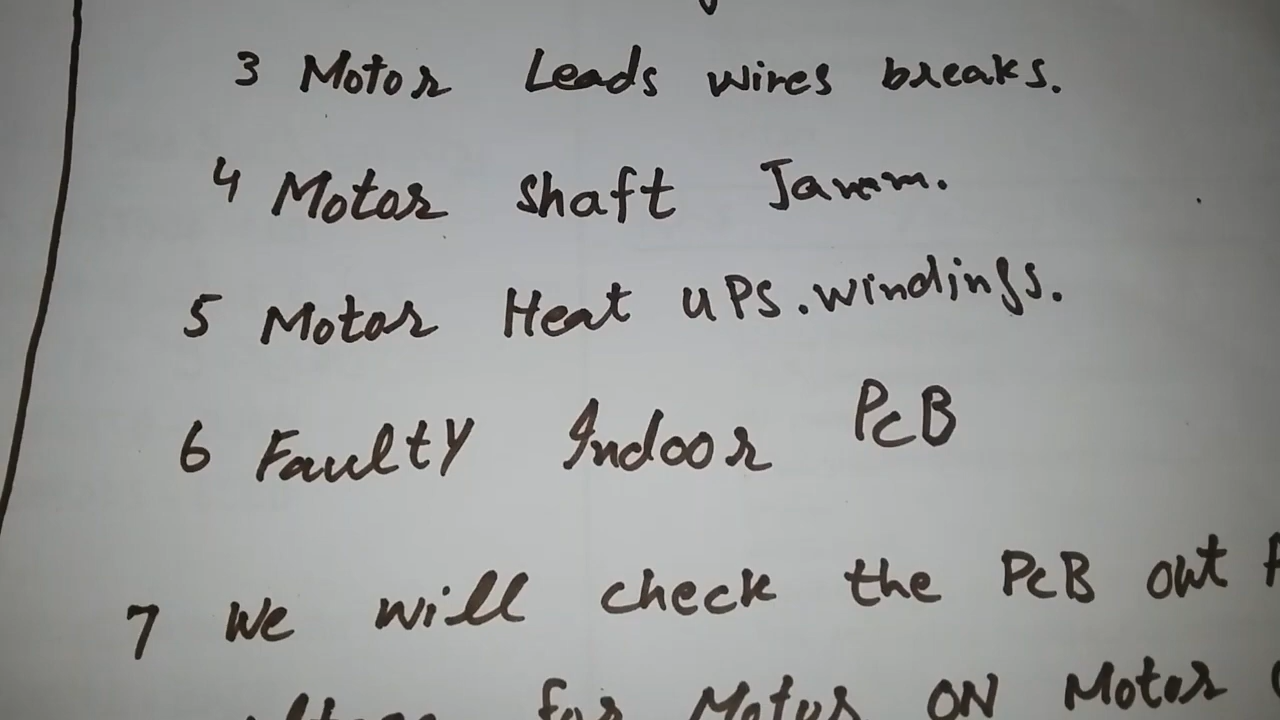 3 Motor Leads wires breaks.
4 Motor shaft Jamm.
5 Motor Heat UPS. windings.
6 Faulty Indoor PCB
7 We will check the PCB out
for Motor ON Motor